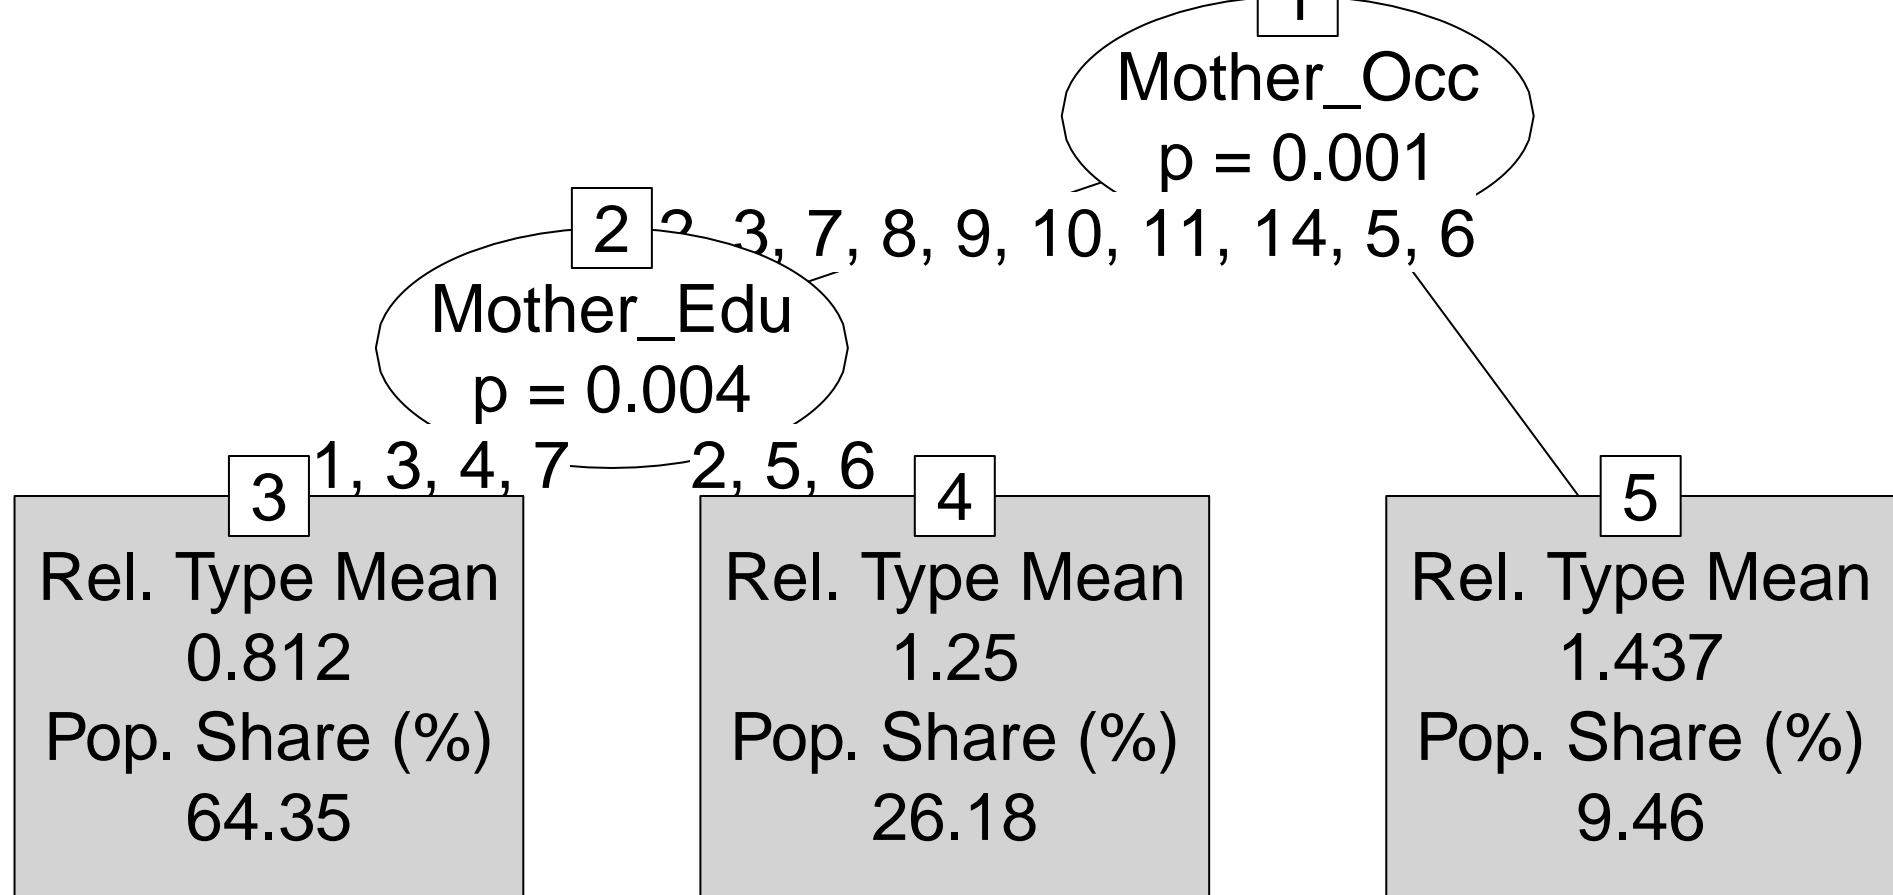 1
Mother_Occ
p = 0.001
2, 3, 7, 8, 9, 10, 11, 14, 5, 6
2
Mother_Edu
p = 0.004
1, 3, 4, 7
2, 5, 6
3
Rel. Type Mean
0.812
Pop. Share (%)
64.35
4
Rel. Type Mean
1.25
Pop. Share (%)
26.18
5
Rel. Type Mean
1.437
Pop. Share (%)
9.46